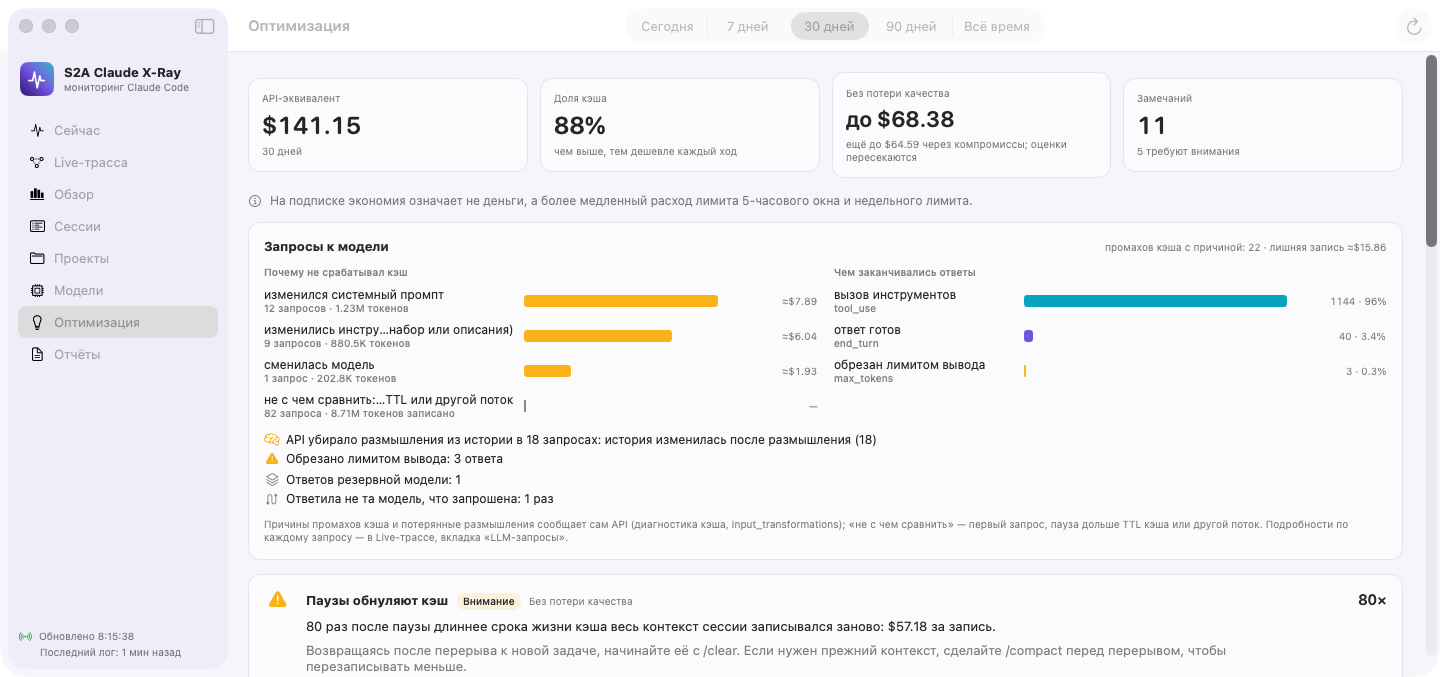 Оптимизация
Сегодня
7 дней
30 дней
90 дней
Всё время
S2A Claude X-Ray
мониторинг Claude Code
Сейчас
Live-трасса
Обзор
Сессии
Проекты
Модели
Оптимизация
Отчёты
Обновлено 8:15:38
Последний лог: 1 мин назад
API-эквивалент
$141.15
30 дней
Доля кэша
88%
чем выше, тем дешевле каждый ход
Без потери качества
до $68.38
ещё до $64.59 через компромиссы; оценки
пересекаются
Замечаний
11
5 требуют внимания
На подписке экономия означает не деньги, а более медленный расход лимита 5-часового окна и недельного лимита.
Запросы к модели
промахов кэша с причиной: 22 · лишняя запись ≈$15.86
Почему не срабатывал кэш
изменился системный промпт
12 запросов · 1.23M токенов
≈$7.89
изменились инстру...набор или описания)
9 запросов · 880.5K токенов
≈$6.04
сменилась модель
1 запрос · 202.8K токенов
≈$1.93
не с чем сравнить:...TTL или другой поток
82 запроса · 8.71M токенов записано
—
Чем заканчивались ответы
вызов инструментов
tool_use
1144 · 96%
ответ готов
end_turn
40 · 3.4%
обрезан лимитом вывода
max_tokens
3 · 0.3%
API убирало размышления из истории в 18 запросах: история изменилась после размышления (18)
Обрезано лимитом вывода: 3 ответа
Ответов резервной модели: 1
Ответила не та модель, что запрошена: 1 раз
Причины промахов кэша и потерянные размышления сообщает сам API (диагностика кэша, input_transformations); «не с чем сравнить» — первый запрос, пауза дольше TTL кэша или другой поток. Подробности по
каждому запросу — в Live-трассе, вкладка «LLM-запросы».
Паузы обнуляют кэш
Внимание
Без потери качества
80×
80 раз после паузы длиннее срока жизни кэша весь контекст сессии записывался заново: $57.18 за запись.
Возвращаясь после перерыва к новой задаче, начинайте её с /clear. Если нужен прежний контекст, сделайте /compact перед перерывом, чтобы
перезаписывать меньше.